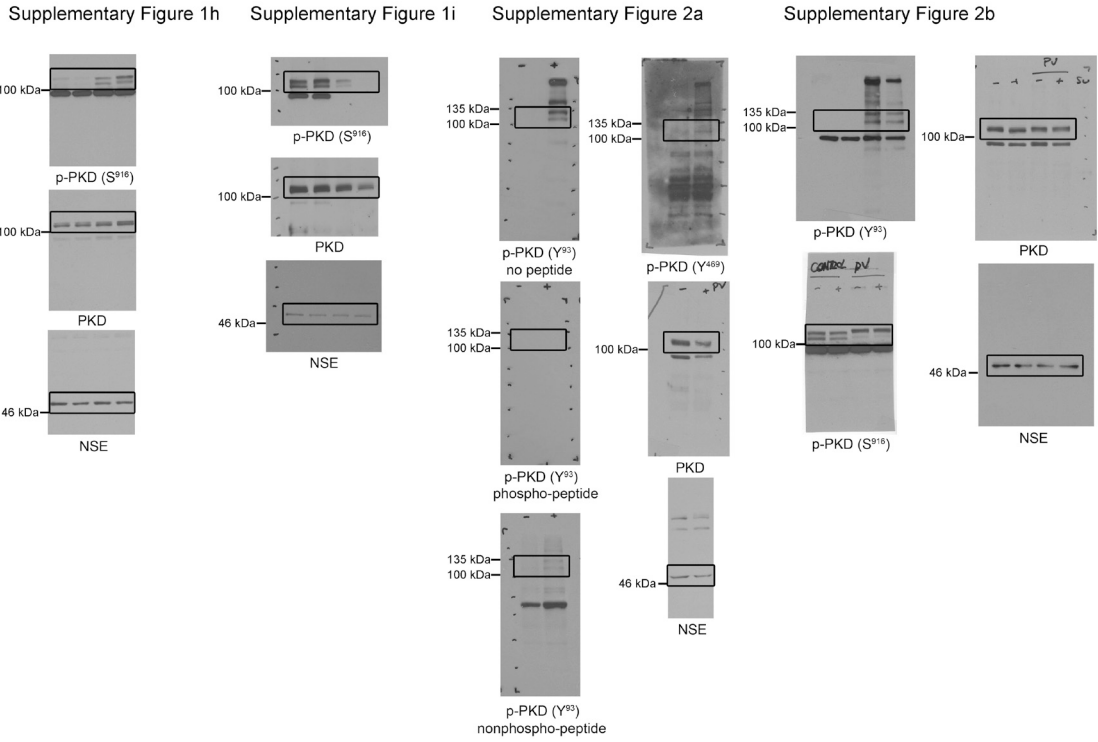 Supplementary Figure 1h
100 kDa
p-PKD (S916)
100 kDa
PKD
46 kDa
NSE
Supplementary Figure 1i
100 kDa
p-PKD (S916)
100 kDa
PKD
46 kDa
NSE
Supplementary Figure 2a
- +
135 kDa
100 kDa
p-PKD (Y93)
no peptide
- +
135 kDa
100 kDa
p-PKD (Y93)
phospho-peptide
- +
135 kDa
100 kDa
p-PKD (Y93)
nonphospho-peptide
135 kDa
100 kDa
p-PKD (Y469)
- + PV
100 kDa
PKD
46 kDa
NSE
Supplementary Figure 2b
135 kDa
100 kDa
p-PKD (Y93)
CONTROL PV
- + - +
100 kDa
p-PKD (S916)
PV
- + - +
100 kDa
PKD
46 kDa
NSE